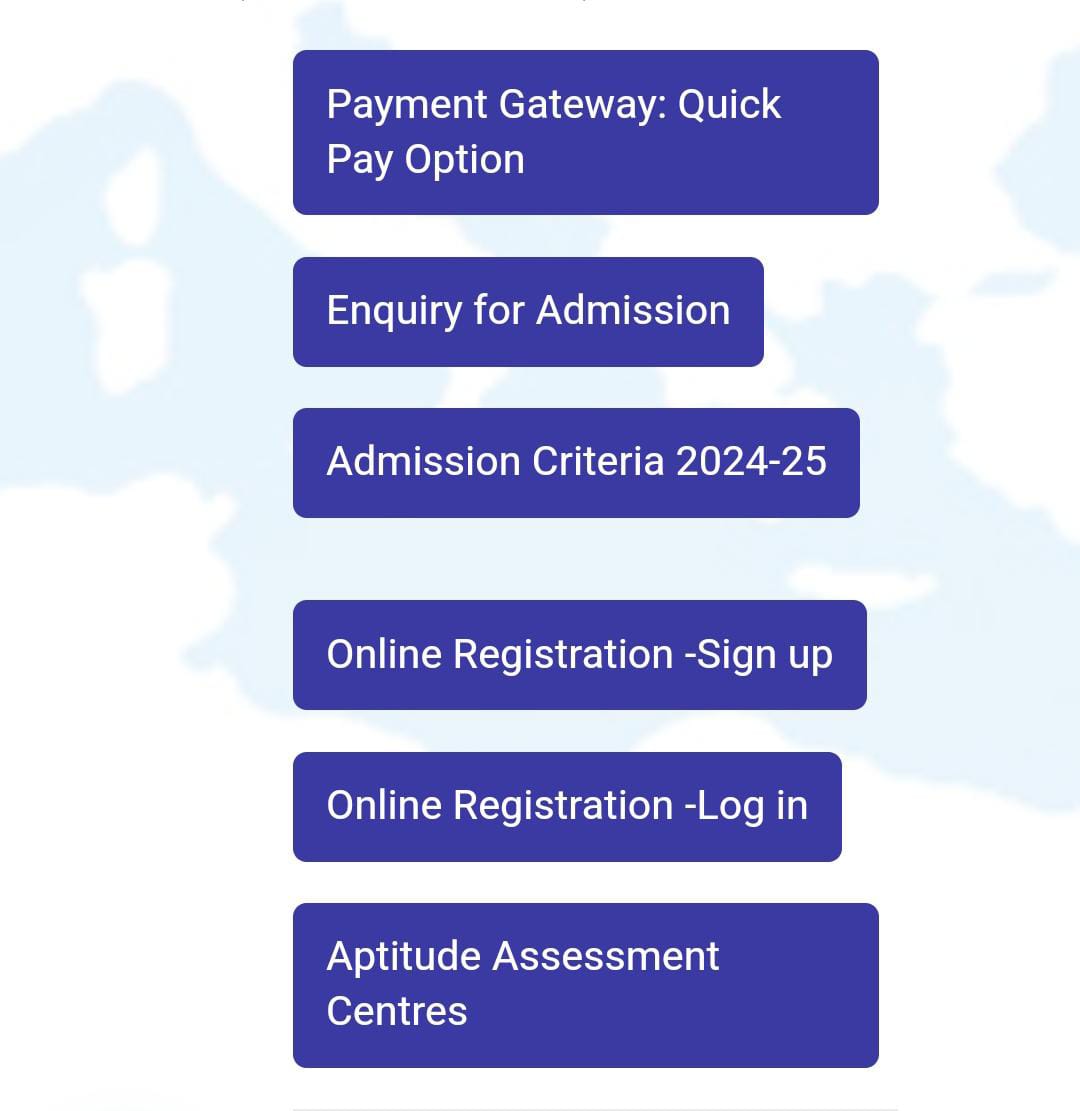 Payment Gateway: Quick
Pay Option
Enquiry for Admission
Admission Criteria 2024-25
Online Registration -Sign up
Online Registration -Log in
Aptitude Assessment
Centres